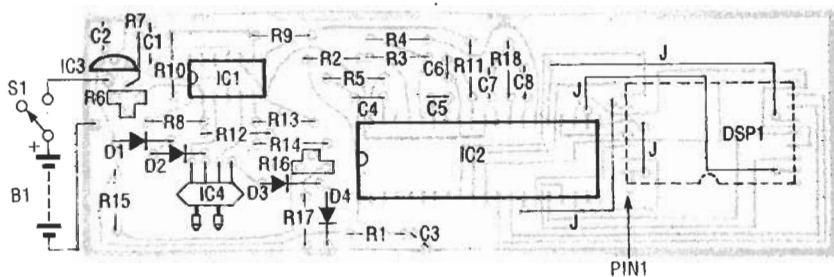 C2 R7 C1 R9 R4 J
IC3 R10 IC1 R2 R3 C6 R11 R18
S1 R5 C7 C8 J
R6 C4 C5
R8 R12 R13 DSP1
D1 D2 R14 IC2 J
+ R16
B1 IC4 D3 D4
R15 R17 J
R1 C3
PIN1